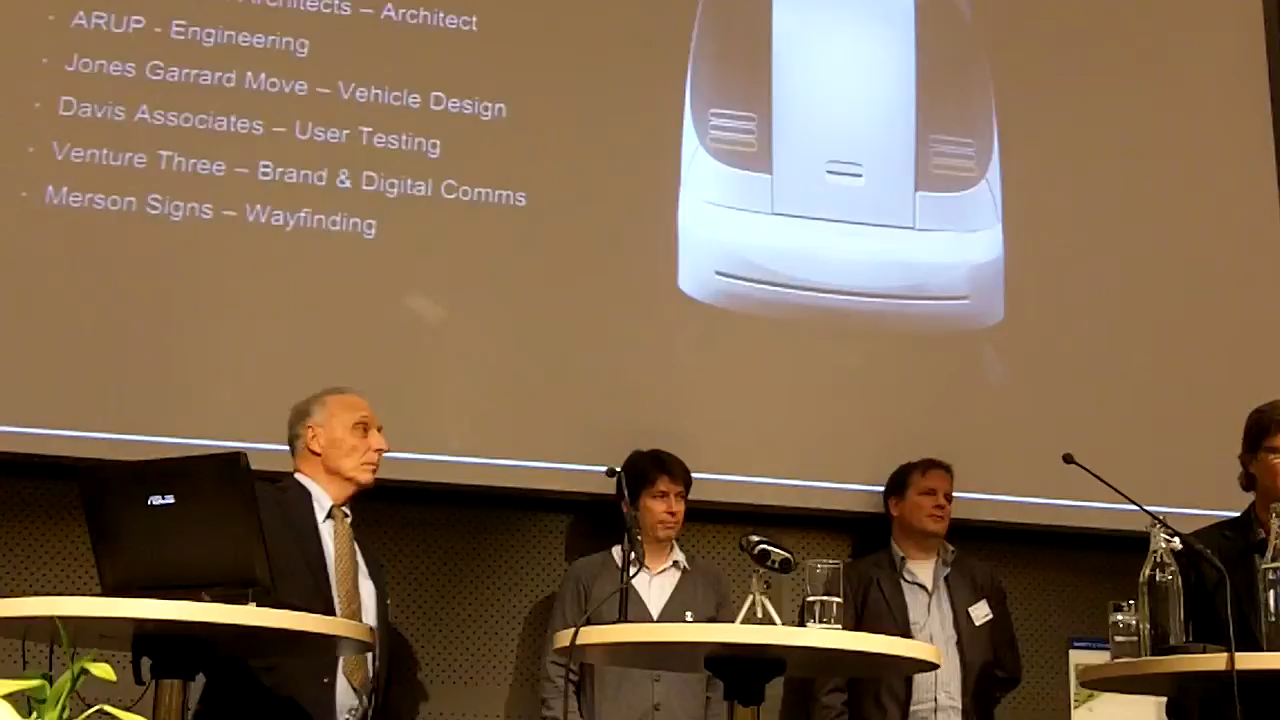 Architects – Architect
ARUP - Engineering
Jones Garrard Move – Vehicle Design
Davis Associates – User Testing
Venture Three – Brand & Digital Comms
Merson Signs – Wayfinding
ASUS